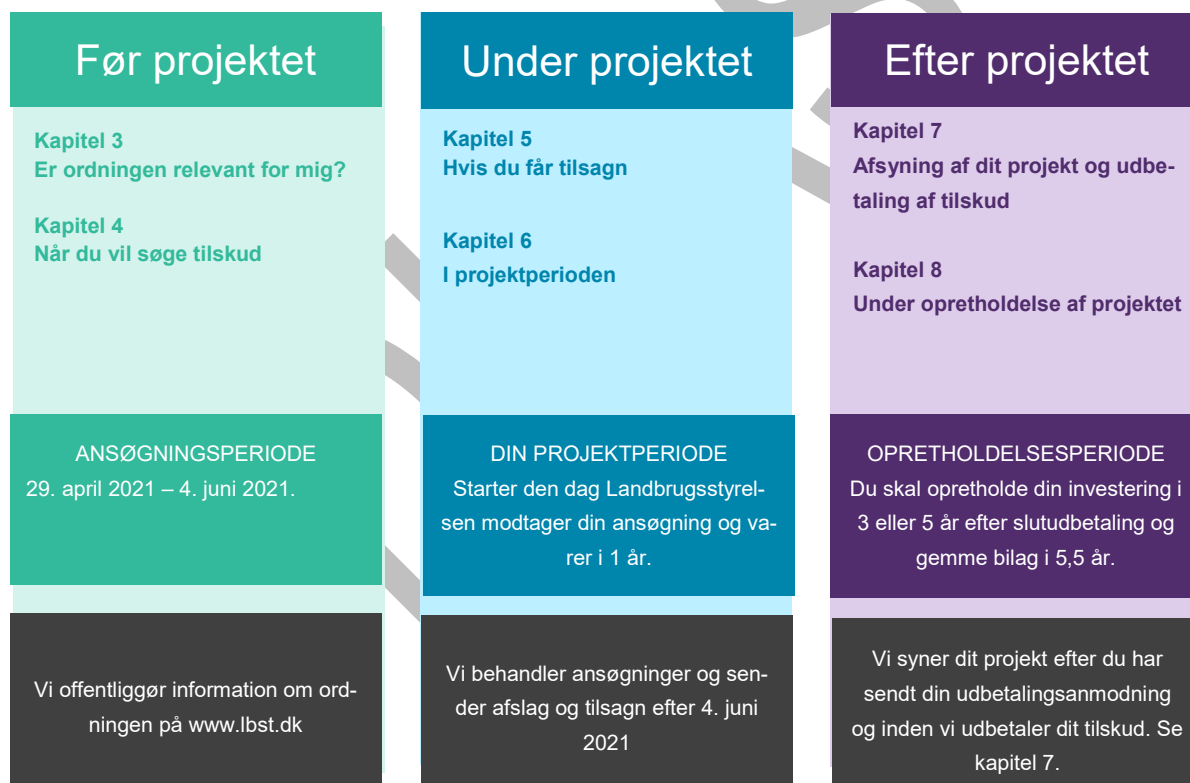 Før projektet
Kapitel 3
Er ordningen relevant for mig?
Kapitel 4
Når du vil søge tilskud
ANSØGNINGSPERIODE
29. april 2021 – 4. juni 2021.
Vi offentliggør information om ord-
ningen på www.lbst.dk
Under projektet
Kapitel 5
Hvis du får tilsagn
Kapitel 6
I projektperioden
DIN PROJEKTPERIODE
Starter den dag Landbrugsstyrel-
sen modtager din ansøgning og va-
rer i 1 år.
Vi behandler ansøgninger og sen-
der afslag og tilsagn efter 4. juni
2021
Efter projektet
Kapitel 7
Afsyning af dit projekt og udbe-
taling af tilskud
Kapitel 8
Under opretholdelse af projektet
OPRETHOLDELSESPERIODE
Du skal opretholde din investering i
3 eller 5 år efter slutudbetaling og
gemme bilag i 5,5 år.
Vi syner dit projekt efter du har
sendt din udbetalingsanmodning
og inden vi udbetaler dit tilskud. Se
kapitel 7.